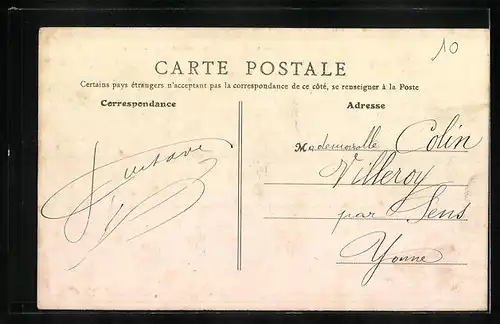 10
CARTE POSTALE
Certains pays étrangers n'acceptant pas la correspondance de ce côté, se renseigner à la Poste
Correspondance
Adresse
Gustave
Mademoiselle Colin
Villeroy
par Sens
Yonne